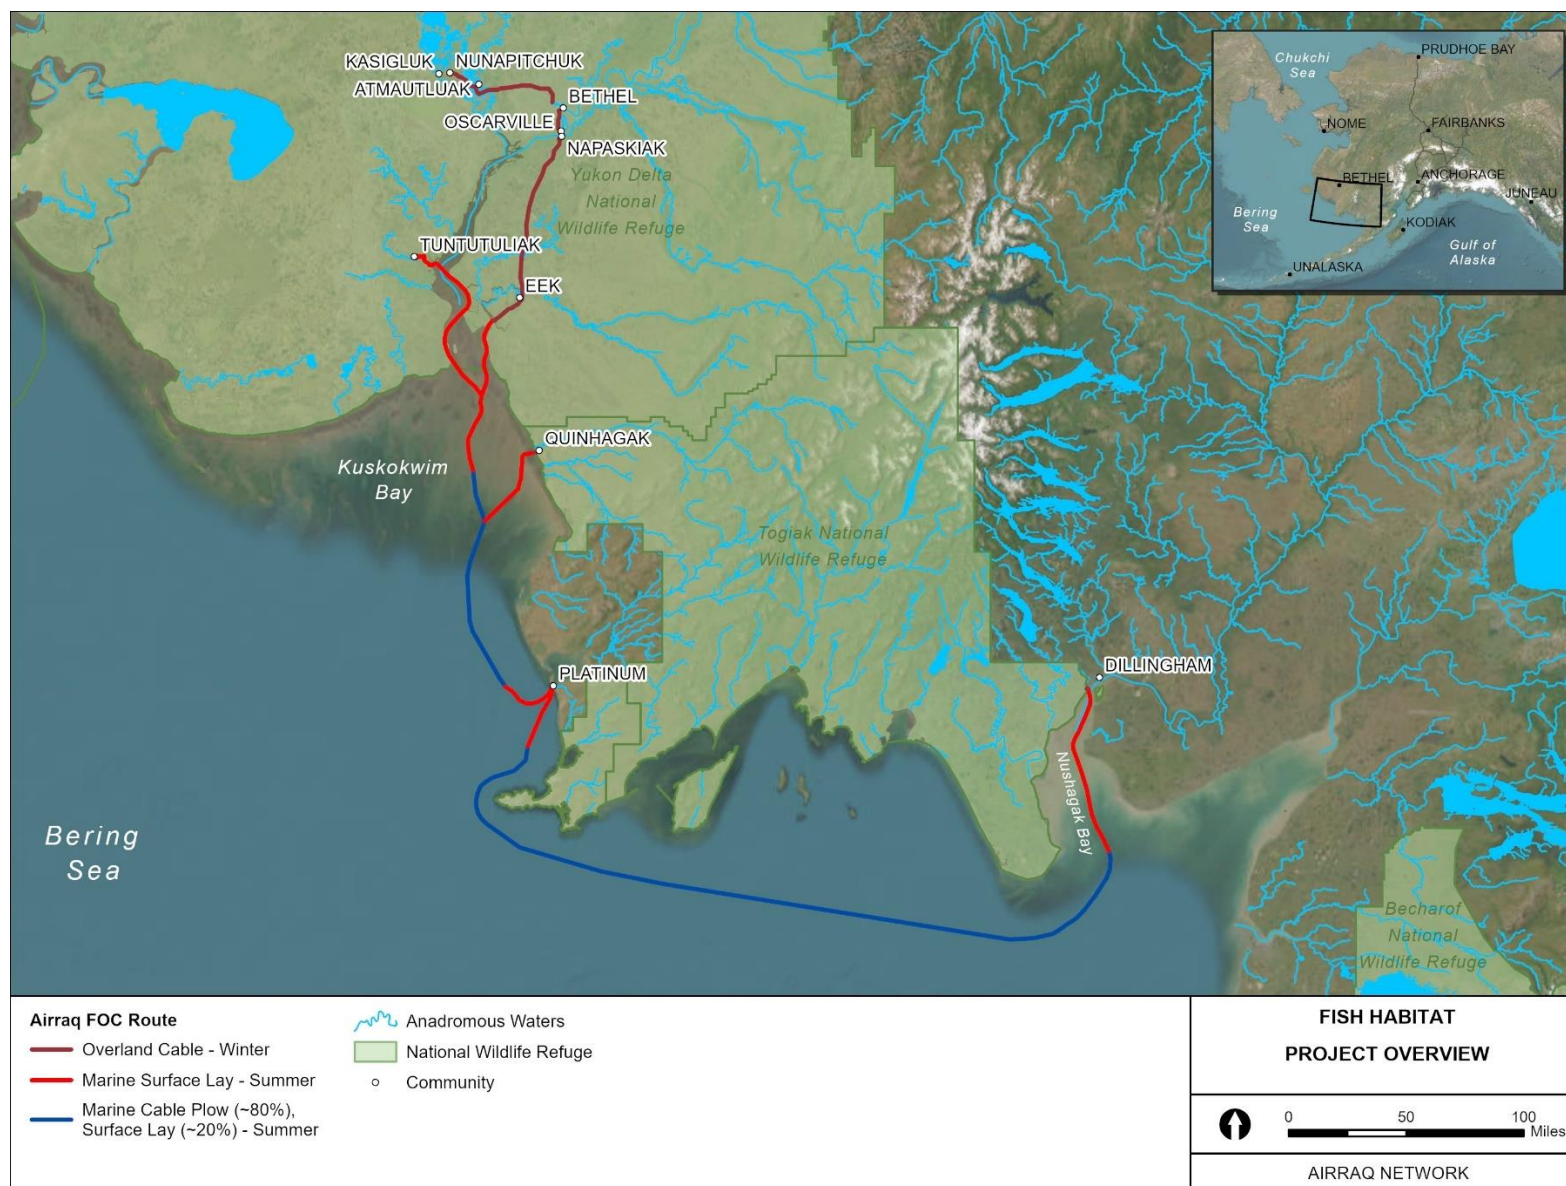 KASIGLUK
NUNAPITCHUK
ATMAUTLUAK
BETHEL
OSCARVILLE
NAPASKIAK
Yukon Delta
National
Wildlife Refuge
TUNTUTULIAK
EEK
QUINHAGAK
Kuskokwim
Bay
Togiak National
Wildlife Refuge
PLATINUM
DILLINGHAM
Nushagak Bay
Bering
Sea
Becharof
National
Wildlife Refuge
Chukchi
Sea
PRUDHOE BAY
NOME
FAIRBANKS
BETHEL
ANCHORAGE
JUNEAU
Bering
Sea
KODIAK
Gulf of
Alaska
UNALASKA
Airraq FOC Route
Overland Cable - Winter
Marine Surface Lay - Summer
Marine Cable Plow (~80%),
Surface Lay (~20%) - Summer
Anadromous Waters
National Wildlife Refuge
Community
FISH HABITAT
PROJECT OVERVIEW
0 50 100
Miles
AIRRAQ NETWORK